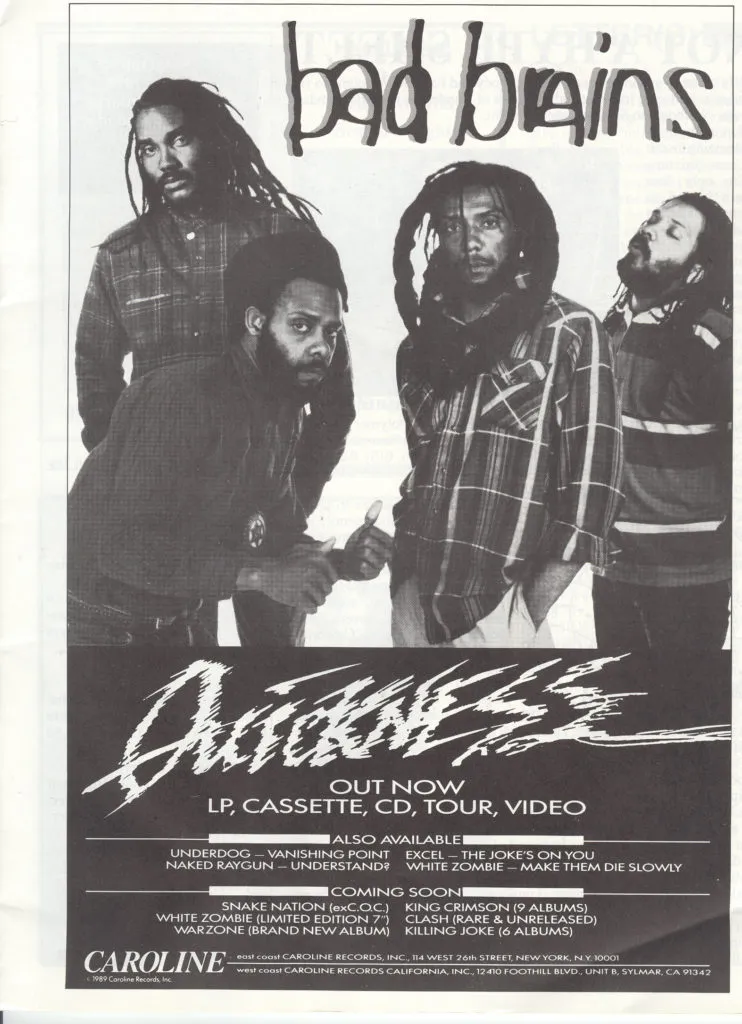 bad brains
QUICKNESS
OUT NOW
LP, CASSETTE, CD, TOUR, VIDEO
ALSO AVAILABLE
UNDERDOG — VANISHING POINT EXCEL — THE JOKE'S ON YOU
NAKED RAYGUN — UNDERSTAND? WHITE ZOMBIE — MAKE THEM DIE SLOWLY
COMING SOON
SNAKE NATION (exC.O.C.) KING CRIMSON (9 ALBUMS)
WHITE ZOMBIE (LIMITED EDITION 7") CLASH (RARE & UNRELEASED)
WARZONE (BRAND NEW ALBUM) KILLING JOKE (6 ALBUMS)
CAROLINE
© 1989 Caroline Records, Inc.
east coast CAROLINE RECORDS, INC., 114 WEST 26th STREET, NEW YORK, N.Y. 10001
west coast CAROLINE RECORDS CALIFORNIA, INC., 12410 FOOTHILL BLVD., UNIT B, SYLMAR, CA 91342